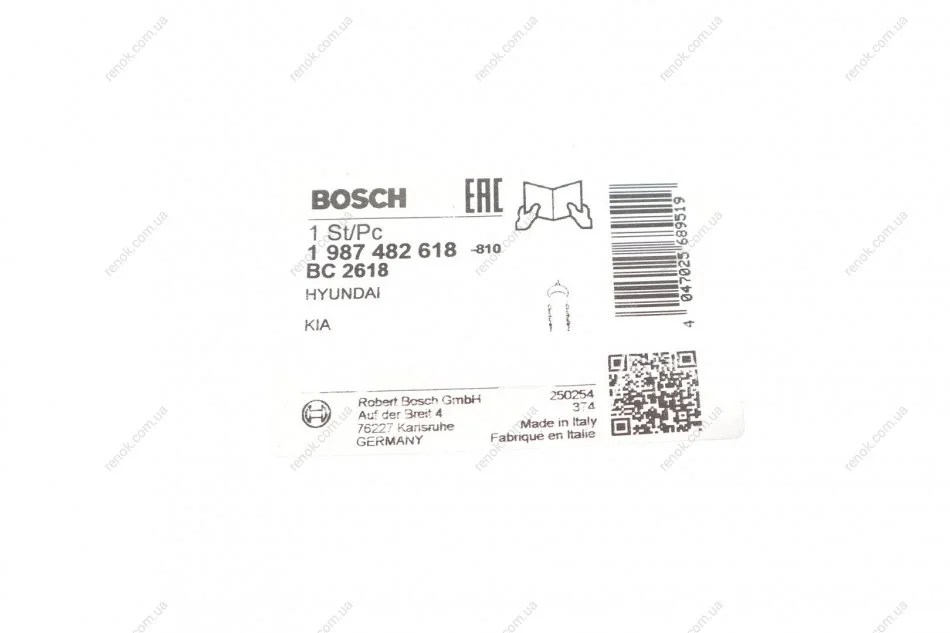 BOSCH
EAC
1 St/Pc
1 987 482 618 -810
BC 2618
HYUNDAI
KIA
4 047025 689519
Robert Bosch GmbH
Auf der Breit 4
76227 Karlsruhe
GERMANY
250254
374
Made in Italy
Fabrique en Italie
renok.com.ua